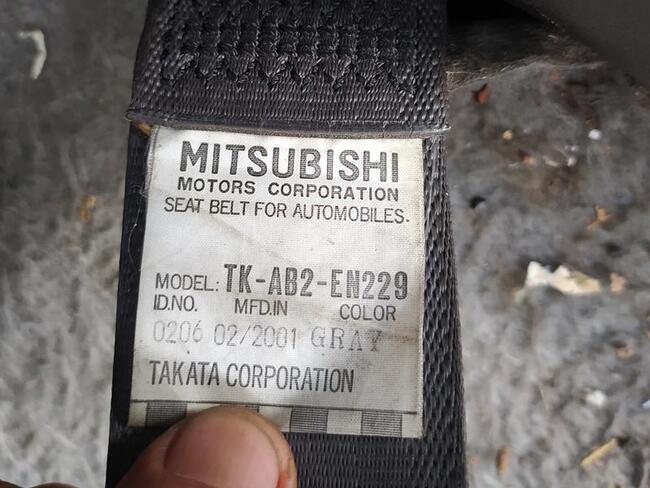 MITSUBISHI
MOTORS CORPORATION
SEAT BELT FOR AUTOMOBILES.
MODEL: TK-AB2-EN229
ID.NO. MFD.IN COLOR
0206 02/2001 GRAY
TAKATA CORPORATION